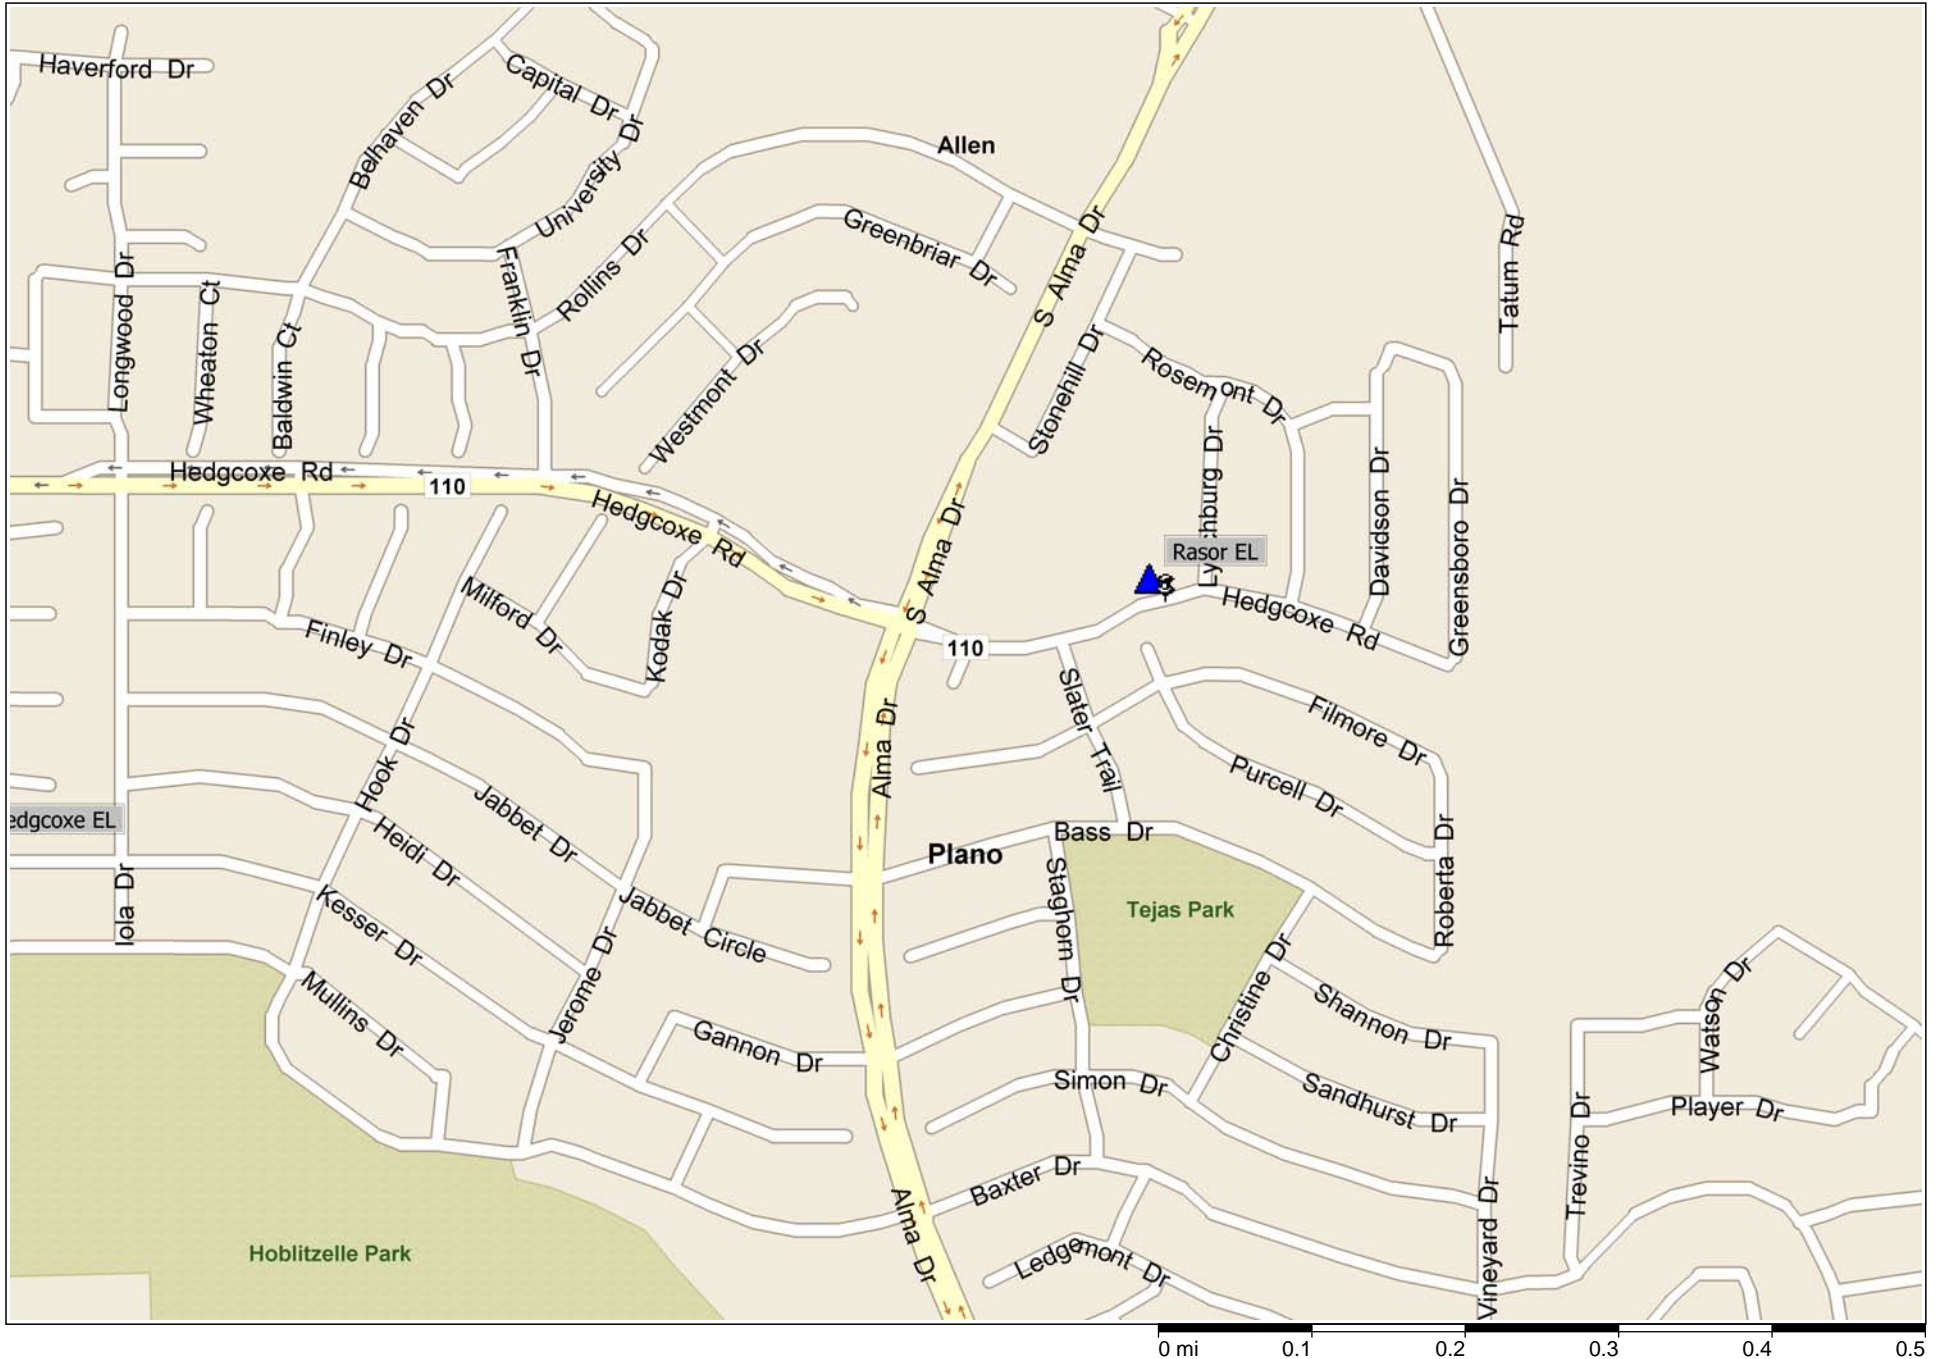 Haverford Dr
Capital Dr
Belhaven Dr
University Dr
Allen
Greenbriar Dr
Rollins Dr
Franklin Dr
S Alma Dr
Tatum Rd
Longwood Dr
Wheaton Ct
Baldwin Ct
Westmont Dr
Stonehill Dr
Rosemont Dr
Hedgcoxe Rd
110
Hedgcoxe Rd
S Alma Dr
burg Dr
Davidson Dr
Greensboro Dr
Rasor EL
Hedgcoxe Rd
Milford Dr
Kodak Dr
Finley Dr
110
Slater Trail
Filmore Dr
Hook Dr
Alma Dr
Purcell Dr
Jabbet Dr
edgcoxe EL
Heidi Dr
Bass Dr
Plano
Roberta Dr
Iola Dr
Staghorn Dr
Tejas Park
Kesser Dr
Jabbet Circle
Jerome Dr
Christine Dr
Shannon Dr
Watson Dr
Mullins Dr
Gannon Dr
Simon Dr
Sandhurst Dr
Trevino Dr
Player Dr
Baxter Dr
Vineyard Dr
Alma Dr
Hoblitzelle Park
Ledgemont Dr
0 mi 0.1 0.2 0.3 0.4 0.5